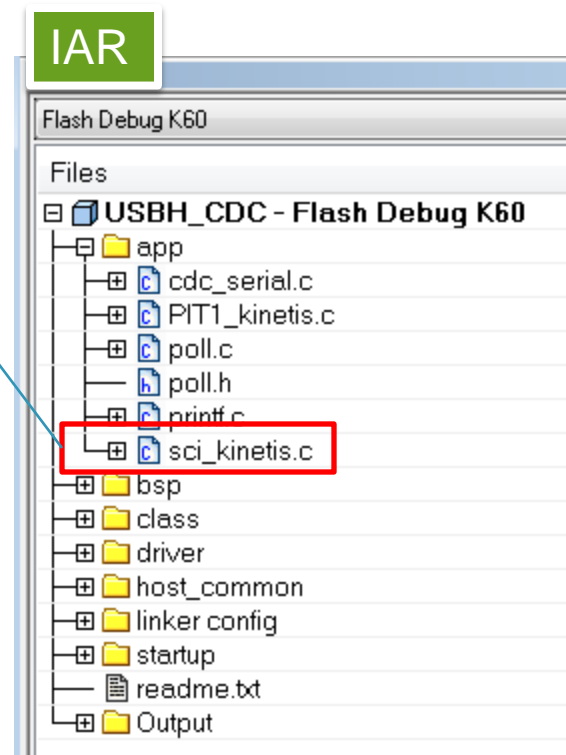 IAR
Flash Debug K60
Files
USBH_CDC - Flash Debug K60
app
cdc_serial.c
PIT1_kinetis.c
poll.c
poll.h
printf.c
sci_kinetis.c
bsp
class
driver
host_common
linker config
startup
readme.txt
Output